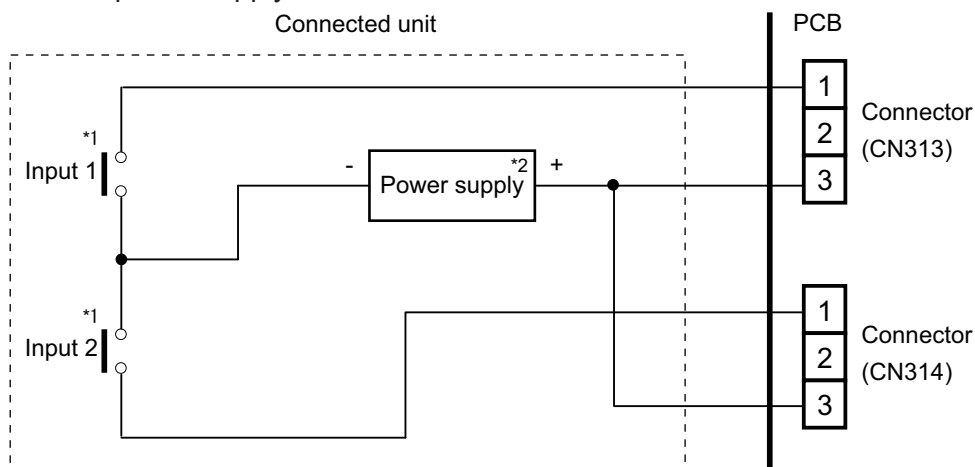 Connected unit
PCB
1
2
3
Connector
(CN313)
*1
Input 1
-
Power supply
*2
+
*1
Input 2
1
2
3
Connector
(CN314)